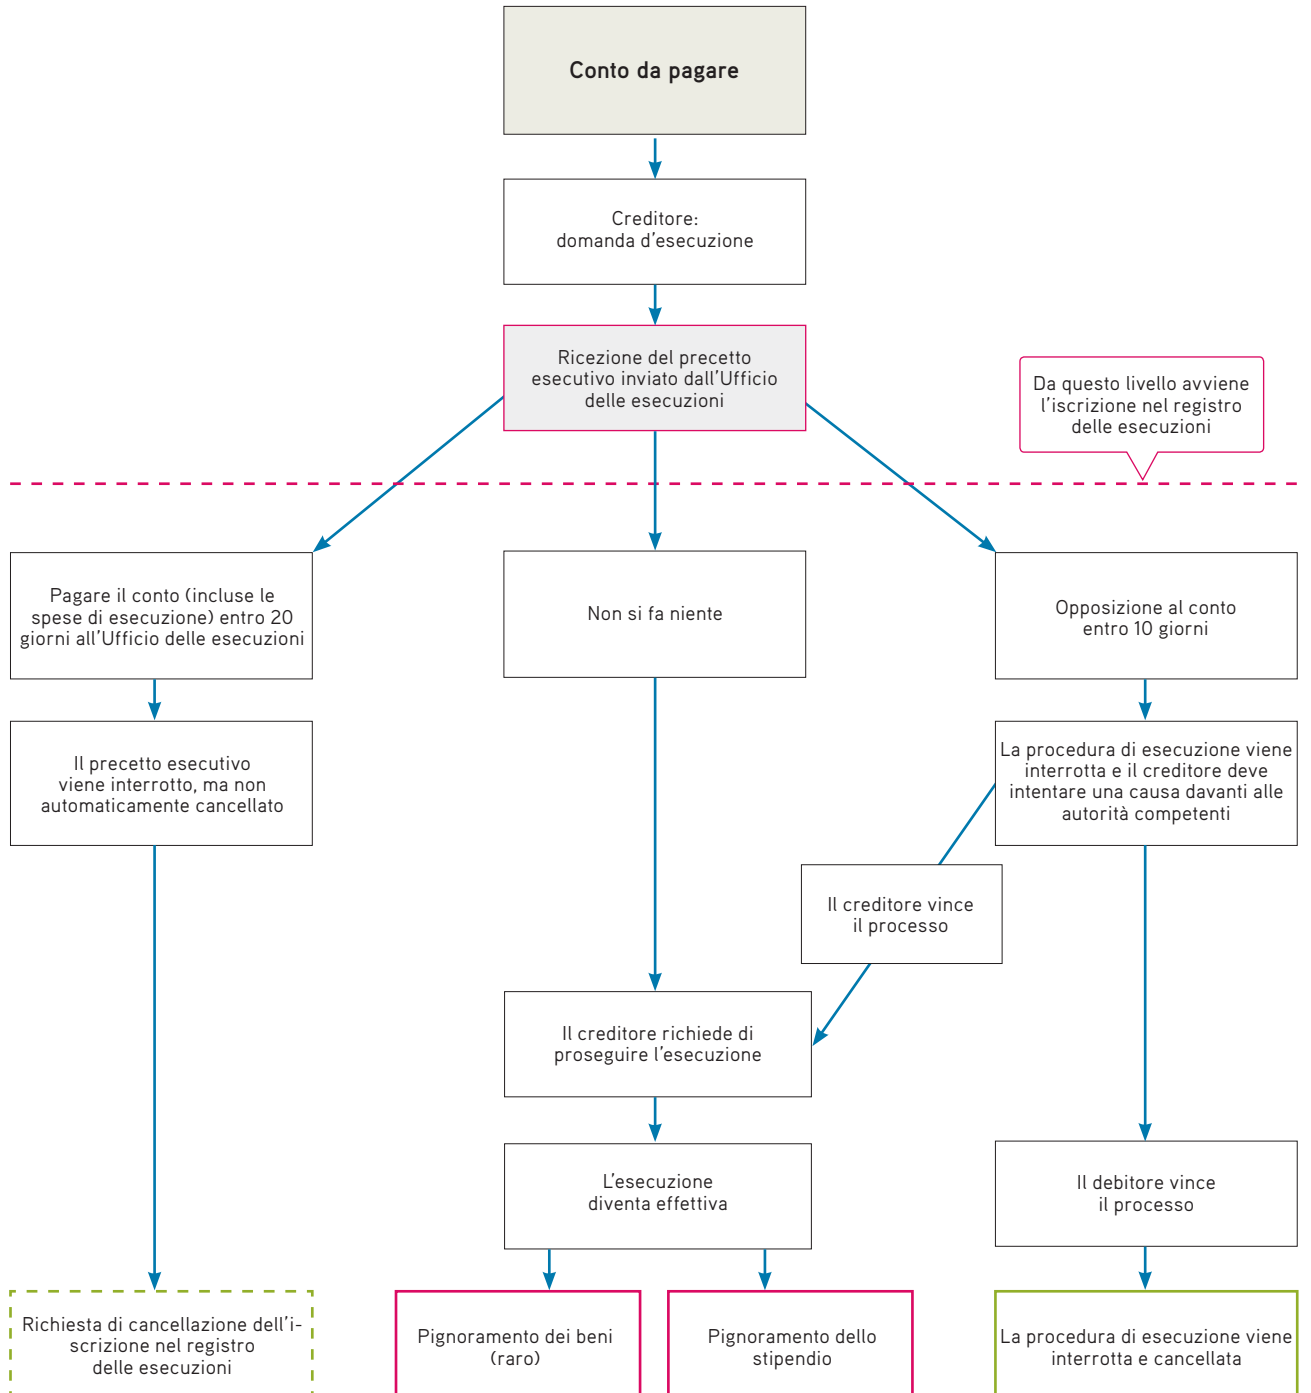 Conto da pagare
Creditore:
domanda d'esecuzione
Ricezione del precetto
esecutivo inviato dall'Ufficio
delle esecuzioni
Da questo livello avviene
l'iscrizione nel registro
delle esecuzioni
Pagare il conto (incluse le
spese di esecuzione) entro 20
giorni all'Ufficio delle esecuzioni
Non si fa niente
Opposizione al conto
entro 10 giorni
Il precetto esecutivo
viene interrotto, ma non
automaticamente cancellato
La procedura di esecuzione viene
interrotta e il creditore deve
intentare una causa davanti alle
autorità competenti
Il creditore vince
il processo
Il creditore richiede di
proseguire l'esecuzione
L'esecuzione
diventa effettiva
Il debitore vince
il processo
Richiesta di cancellazione dell'i-
scrizione nel registro
delle esecuzioni
Pignoramento dei beni
(raro)
Pignoramento dello
stipendio
La procedura di esecuzione viene
interrotta e cancellata